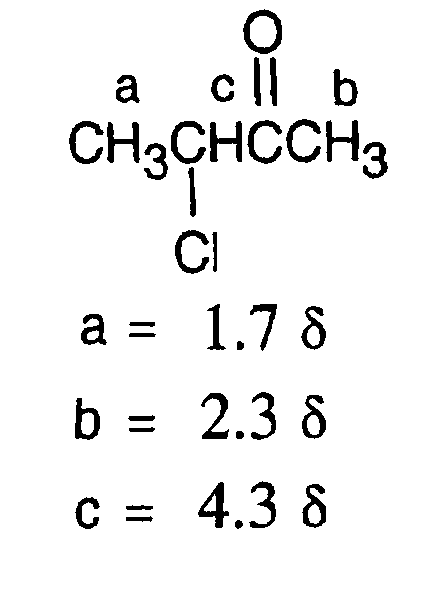 O
a c b
CH₃CHCCH₃
Cl
a = 1.7 δ
b = 2.3 δ
c = 4.3 δ